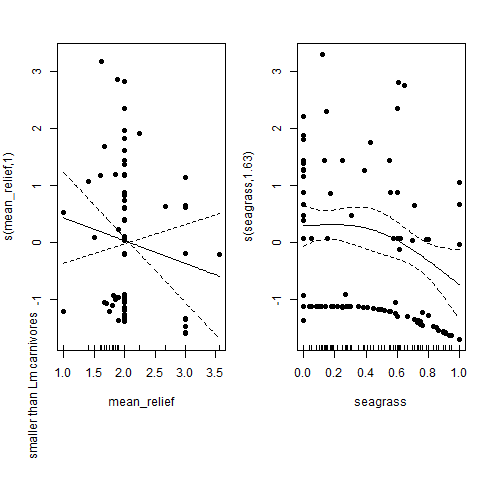 s(mean_relief,1)
smaller than Lm carnivores
3
2
1
0
-1
1.0 1.5 2.0 2.5 3.0 3.5
mean_relief
s(seagrass,1.63)
3
2
1
0
-1
0.0 0.2 0.4 0.6 0.8 1.0
seagrass